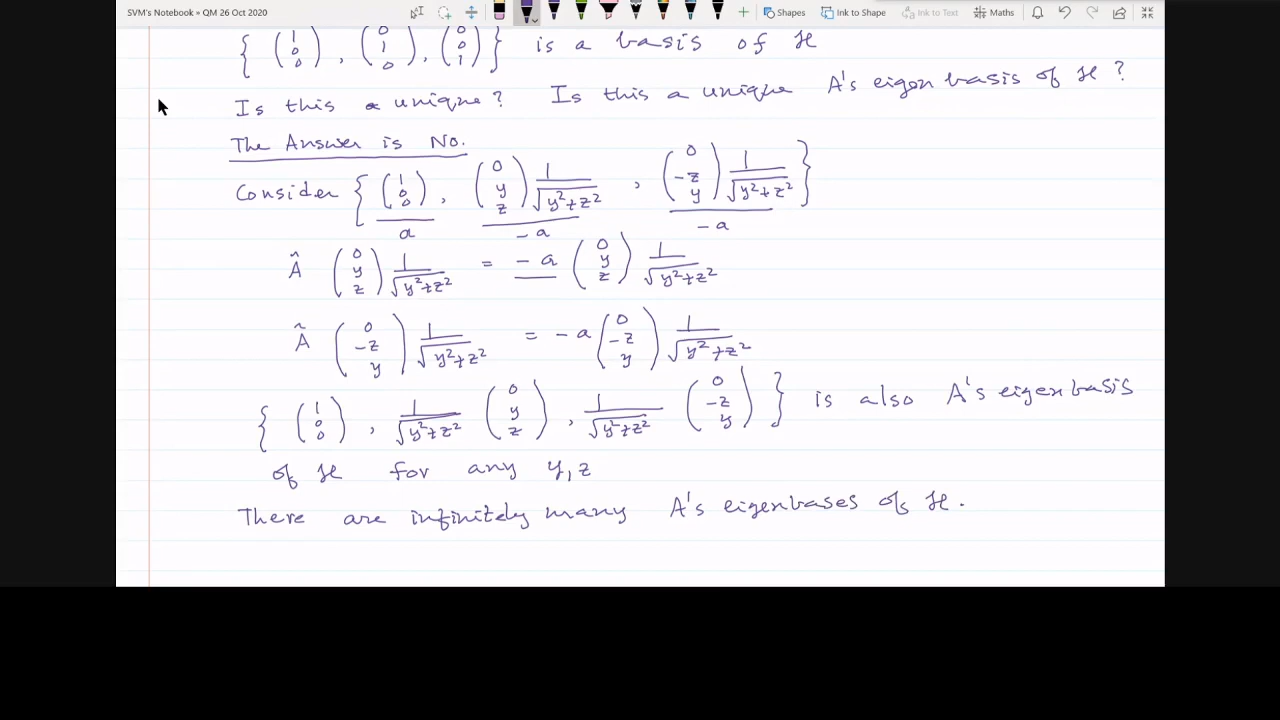 SVM's Notebook » QM 26 Oct 2020 Shapes Ink to Shape Ink to Text Maths
{ (1 0 0), (0 1 0), (0 0 1) } is a basis of ℋ
Is this a unique? Is this a unique A's eigen basis of ℋ ?
The Answer is No.
Consider { (1 0 0), (0 y z) 1/√(y²+z²) , (0 -z y) 1/√(y²+z²) }
a -a -a
Â (0 y z) 1/√(y²+z²) = -a (0 y z) 1/√(y²+z²)
Â (0 -z y) 1/√(y²+z²) = -a (0 -z y) 1/√(y²+z²)
{ (1 0 0), 1/√(y²+z²) (0 y z), 1/√(y²+z²) (0 -z y) } is also A's eigenbasis
of ℋ for any y,z
There are infinitely many A's eigenbases of ℋ.